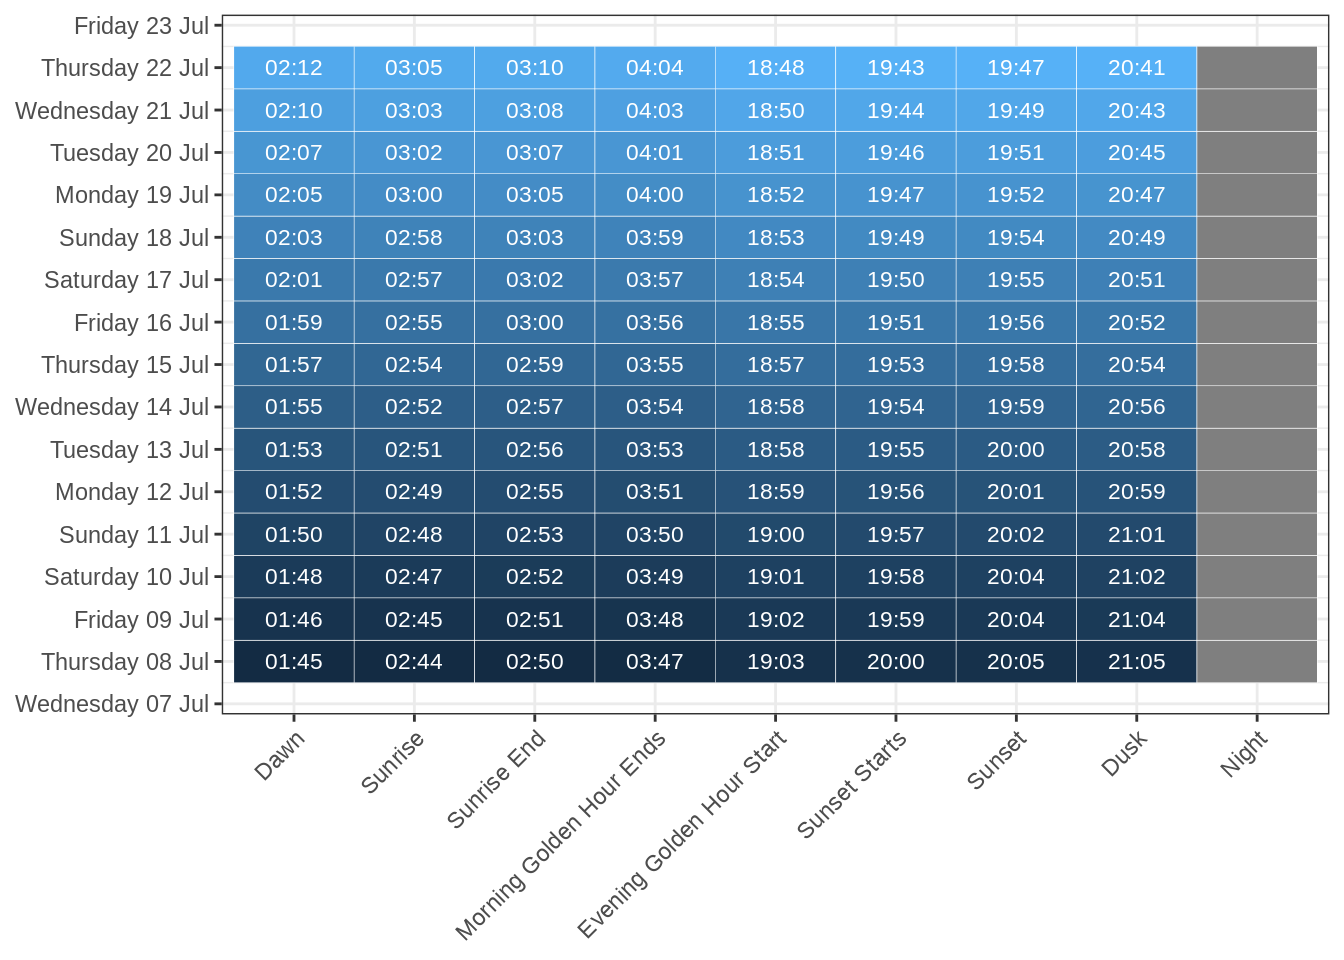 Friday 23 Jul
Thursday 22 Jul 02:12 03:05 03:10 04:04 18:48 19:43 19:47 20:41
Wednesday 21 Jul 02:10 03:03 03:08 04:03 18:50 19:44 19:49 20:43
Tuesday 20 Jul 02:07 03:02 03:07 04:01 18:51 19:46 19:51 20:45
Monday 19 Jul 02:05 03:00 03:05 04:00 18:52 19:47 19:52 20:47
Sunday 18 Jul 02:03 02:58 03:03 03:59 18:53 19:49 19:54 20:49
Saturday 17 Jul 02:01 02:57 03:02 03:57 18:54 19:50 19:55 20:51
Friday 16 Jul 01:59 02:55 03:00 03:56 18:55 19:51 19:56 20:52
Thursday 15 Jul 01:57 02:54 02:59 03:55 18:57 19:53 19:58 20:54
Wednesday 14 Jul 01:55 02:52 02:57 03:54 18:58 19:54 19:59 20:56
Tuesday 13 Jul 01:53 02:51 02:56 03:53 18:58 19:55 20:00 20:58
Monday 12 Jul 01:52 02:49 02:55 03:51 18:59 19:56 20:01 20:59
Sunday 11 Jul 01:50 02:48 02:53 03:50 19:00 19:57 20:02 21:01
Saturday 10 Jul 01:48 02:47 02:52 03:49 19:01 19:58 20:04 21:02
Friday 09 Jul 01:46 02:45 02:51 03:48 19:02 19:59 20:04 21:04
Thursday 08 Jul 01:45 02:44 02:50 03:47 19:03 20:00 20:05 21:05
Wednesday 07 Jul
Dawn
Sunrise
Sunrise End
Morning Golden Hour Ends
Evening Golden Hour Start
Sunset Starts
Sunset
Dusk
Night